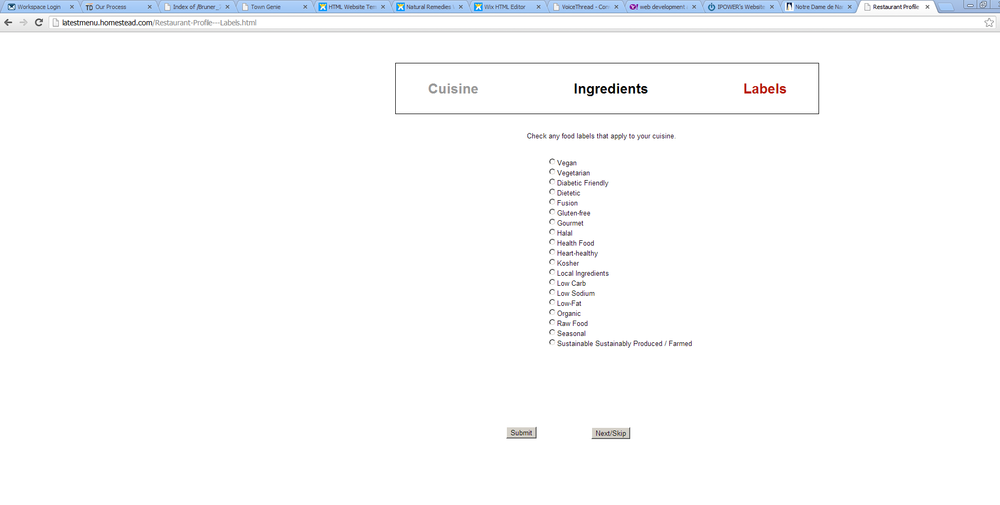 Workspace Login
Our Process
Index of /Bruner_
Town Genie
HTML Website Tem
Natural Remedies
Wix HTML Editor
VoiceThread - Con
web development
IPOWER's Website
Notre Dame de Na
Restaurant Profile
latestmenu.homestead.com/Restaurant-Profile---Labels.html
Cuisine Ingredients Labels
Check any food labels that apply to your cuisine.
Vegan
Vegetarian
Diabetic Friendly
Dietetic
Fusion
Gluten-free
Gourmet
Halal
Health Food
Heart-healthy
Kosher
Local Ingredients
Low Carb
Low Sodium
Low-Fat
Organic
Raw Food
Seasonal
Sustainable Sustainably Produced / Farmed
Submit Next/Skip